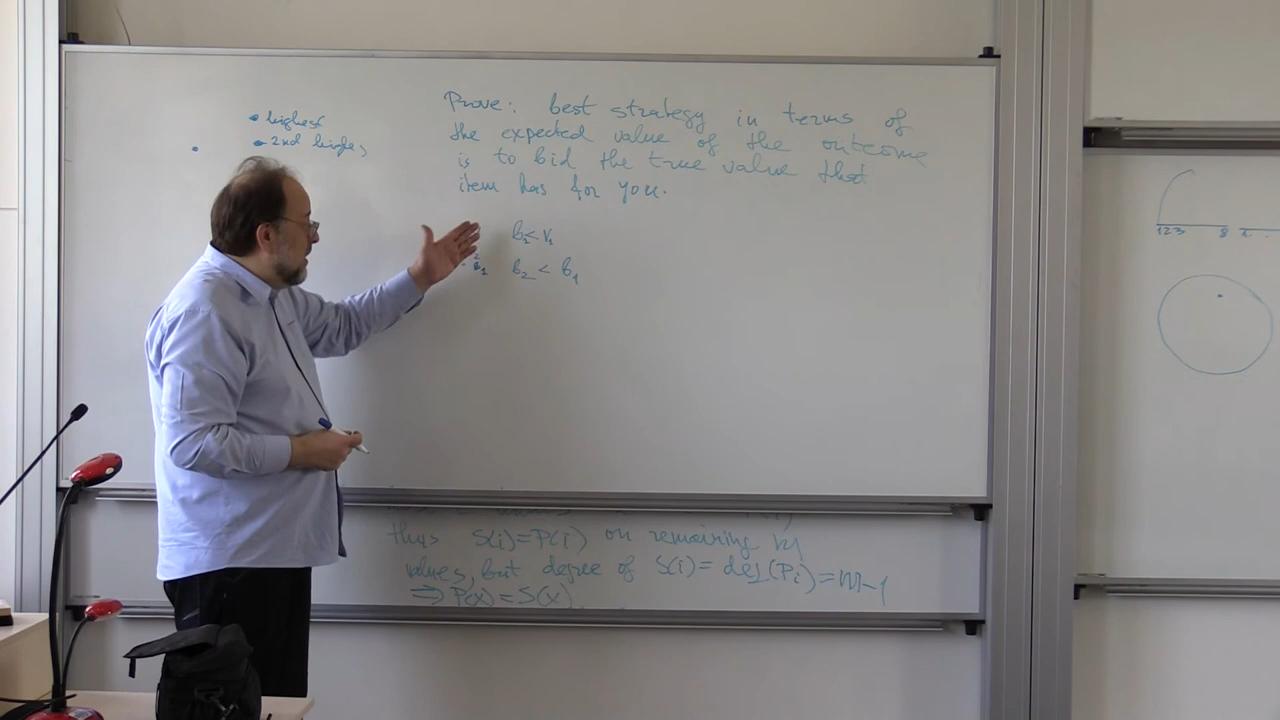 highest
2nd
Prove: best strategy in terms of
the expected value of the outcome
is to bid the true value that
item has for you.
b₂< v₁
b₂ < b₁
thus S(i)=P(i) on remaining
values, but degree of S(i)= deg(Pi)=m-1
⇒ P(x)=S(x)
123 8